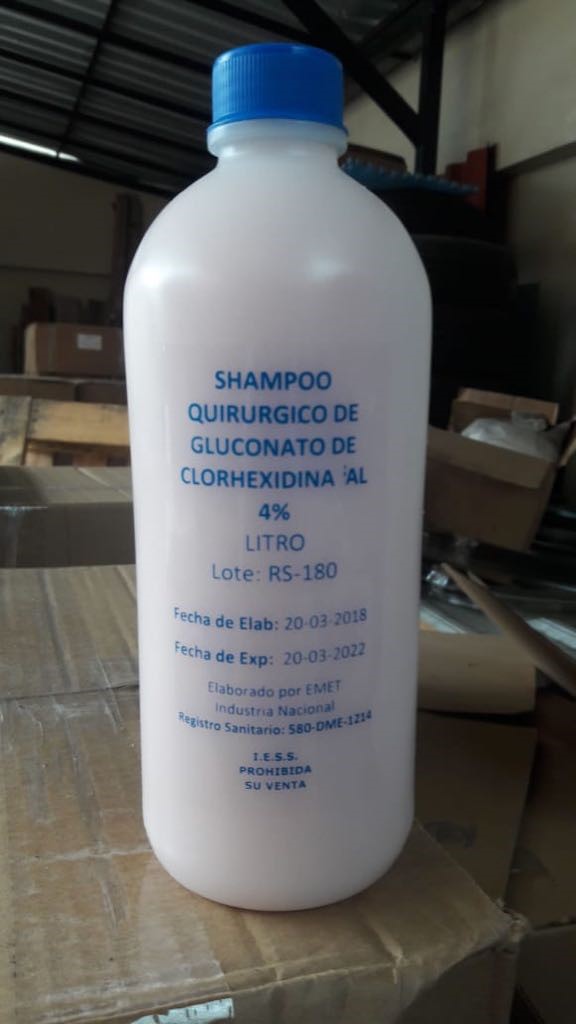 SHAMPOO
QUIRURGICO DE
GLUCONATO DE
CLORHEXIDINA AL
4%
LITRO
Lote: RS-180
Fecha de Elab: 20-03-2018
Fecha de Exp: 20-03-2022
Elaborado por EMET
Industria Nacional
Registro Sanitario: 580-DME-1214
I.E.S.S.
PROHIBIDA
SU VENTA